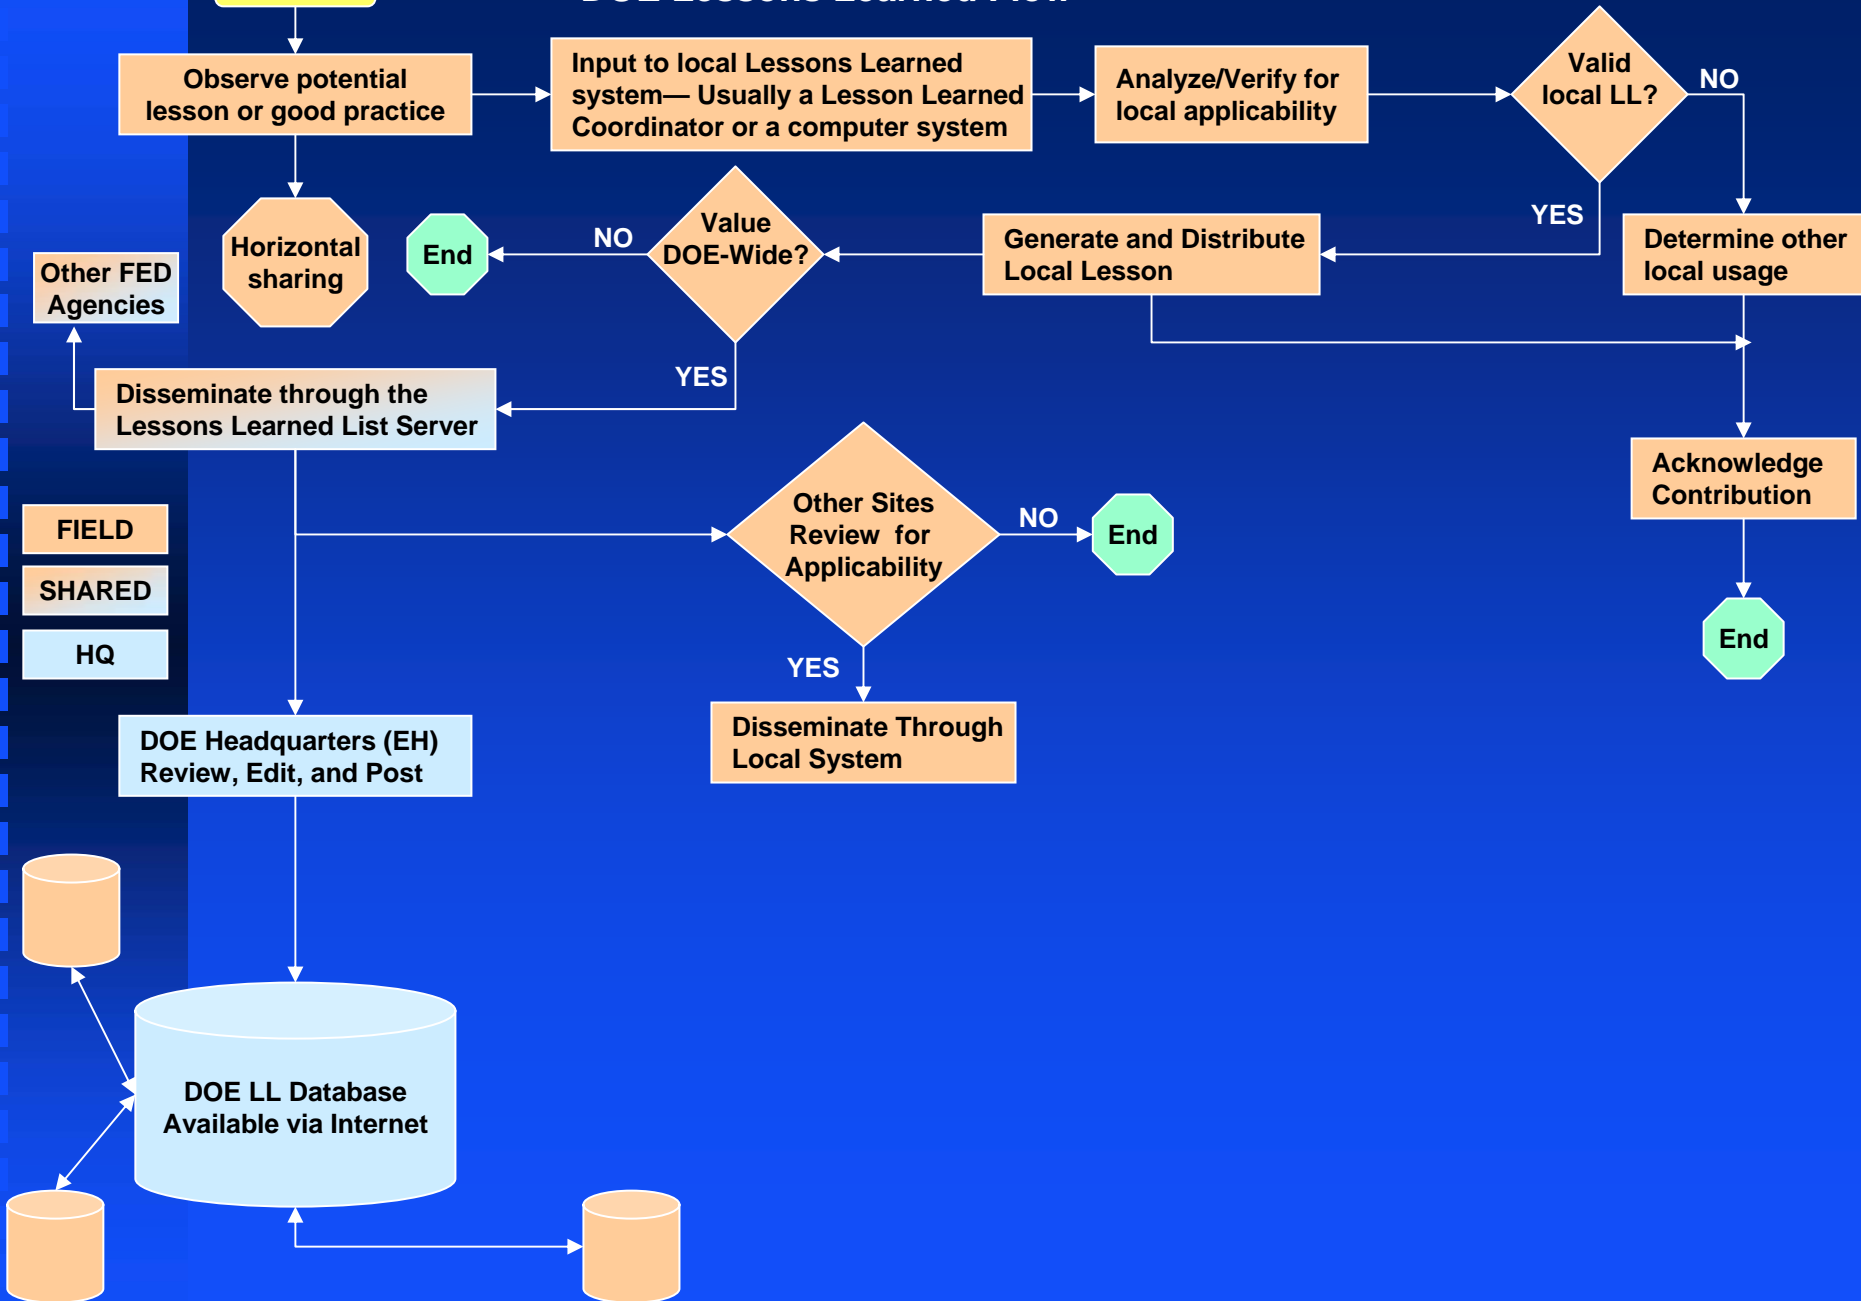 DOE Lessons Learned Flow
Observe potential
lesson or good practice
Input to local Lessons Learned
system— Usually a Lesson Learned
Coordinator or a computer system
Analyze/Verify for
local applicability
Valid
local LL?
NO
YES
Horizontal
sharing
End
NO
Value
DOE-Wide?
Generate and Distribute
Local Lesson
Determine other
local usage
Other FED
Agencies
YES
Disseminate through the
Lessons Learned List Server
Acknowledge
Contribution
Other Sites
Review for
Applicability
NO
End
FIELD
SHARED
HQ
End
YES
DOE Headquarters (EH)
Review, Edit, and Post
Disseminate Through
Local System
DOE LL Database
Available via Internet